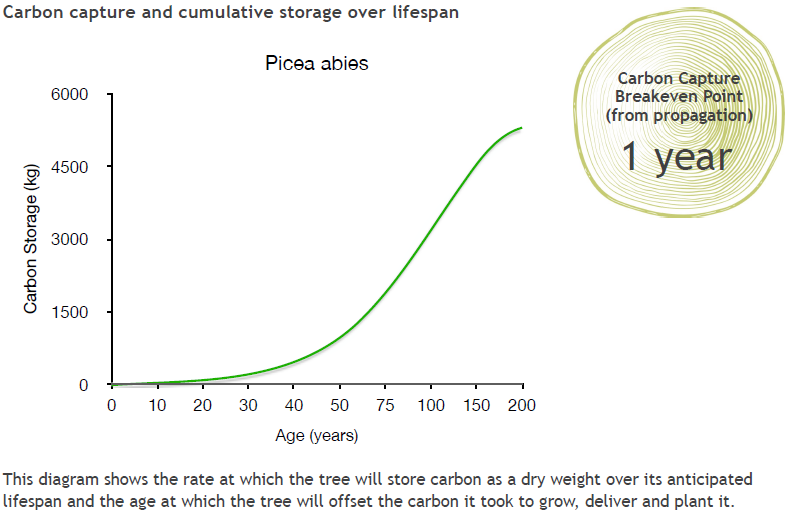 Carbon capture and cumulative storage over lifespan
Picea abies
Carbon Capture
Breakeven Point
(from propagation)
1 year
6000
4500
3000
1500
0
Carbon Storage (kg)
0 10 20 30 40 50 75 100 150 200
Age (years)
This diagram shows the rate at which the tree will store carbon as a dry weight over its anticipated
lifespan and the age at which the tree will offset the carbon it took to grow, deliver and plant it.